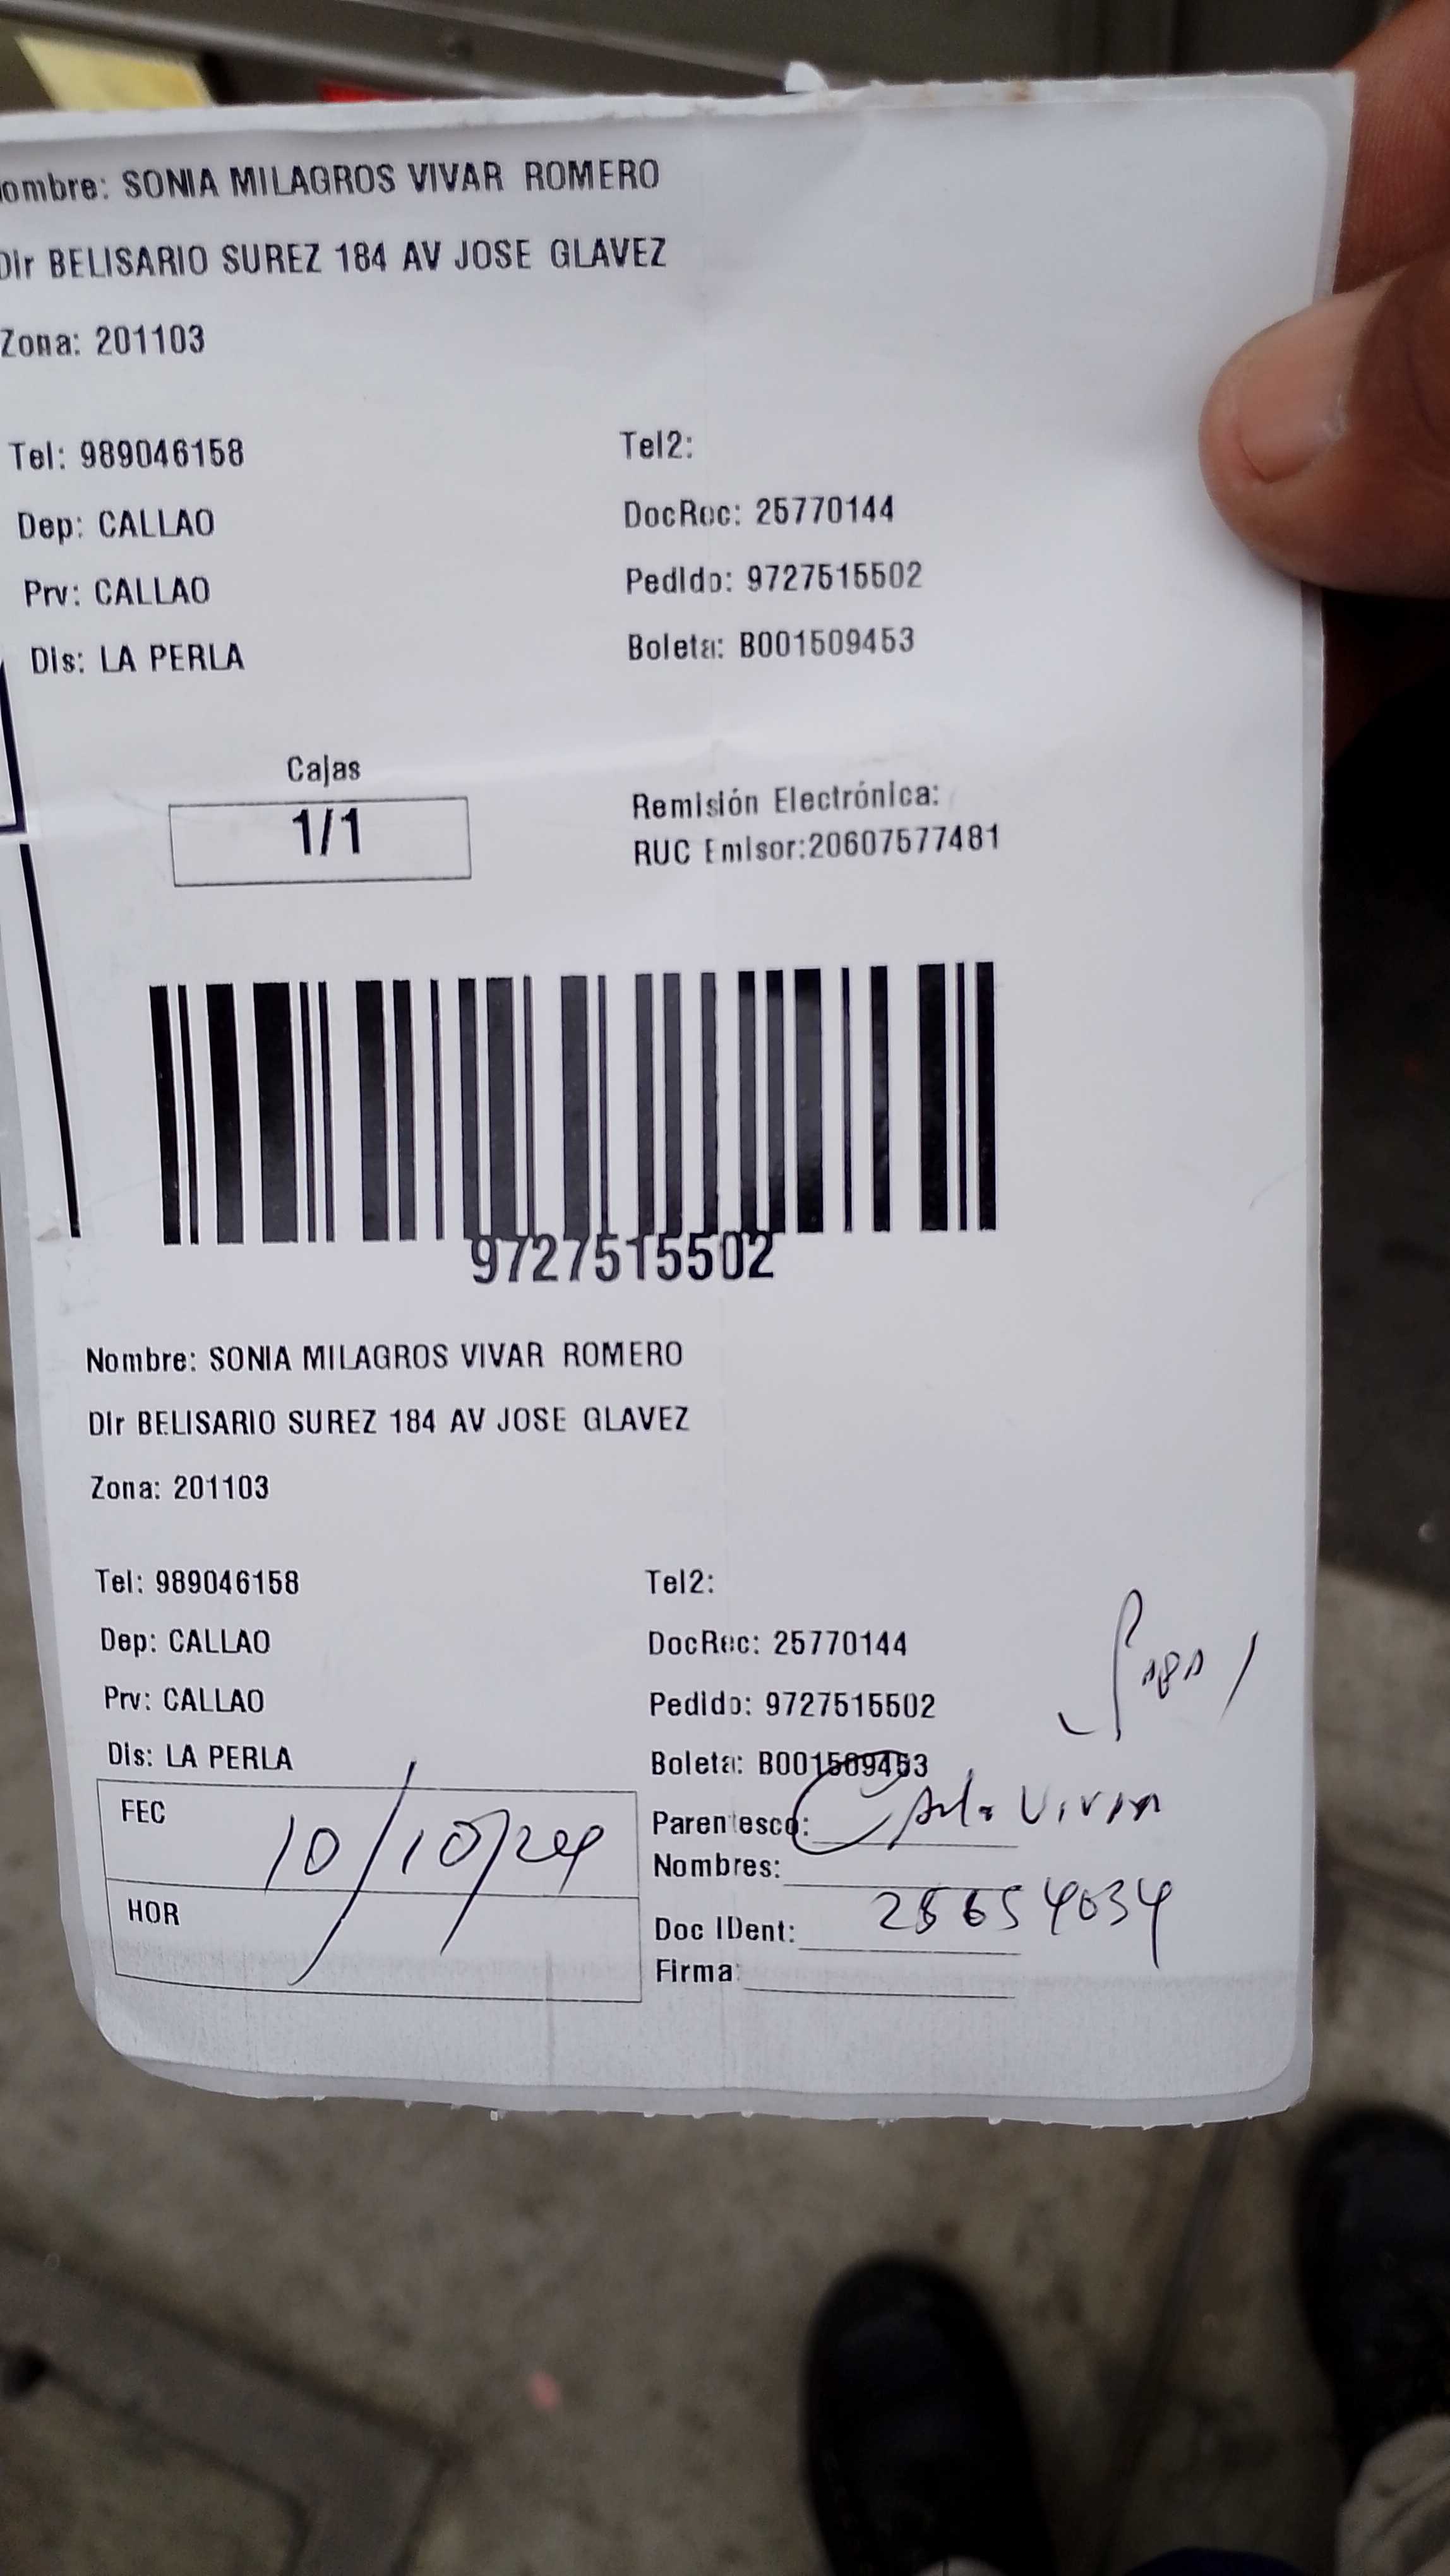 ombre: SONIA MILAGROS VIVAR ROMERO
Dir BELISARIO SUREZ 184 AV JOSE GLAVEZ
Zona: 201103
Tel: 989046158
Tel2:
Dep: CALLAO
DocRec: 25770144
Prv: CALLAO
Pedido: 9727515502
Dis: LA PERLA
Boleta: B001509453
Cajas
1/1
Remisión Electrónica:
RUC Emisor:20607577481
9727515502
Nombre: SONIA MILAGROS VIVAR ROMERO
Dir BELISARIO SUREZ 184 AV JOSE GLAVEZ
Zona: 201103
Tel: 989046158
Tel2:
Dep: CALLAO
DocRec: 25770144
Prv: CALLAO
Pedido: 9727515502
Dis: LA PERLA
Boleta: B001509453
FEC 10/10/24
Parentesco:
Nombres:
HOR
Doc IDent: 25654034
Firma: